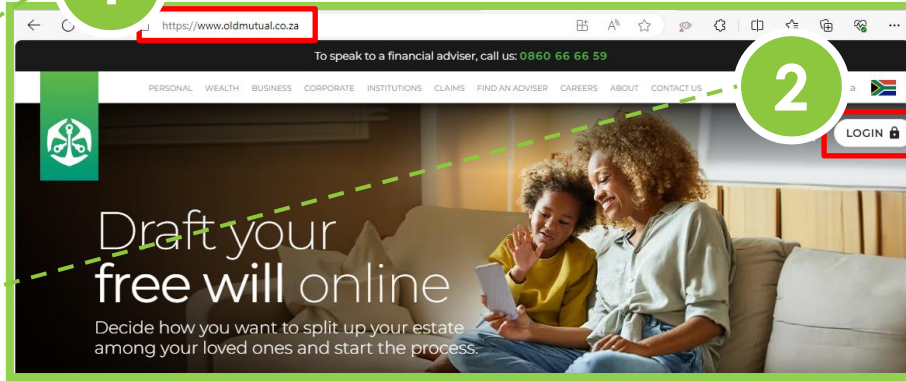 https://www.oldmutual.co.za
To speak to a financial adviser, call us: 0860 66 66 59
PERSONAL WEALTH BUSINESS CORPORATE INSTITUTIONS CLAIMS FIND AN ADVISER CAREERS ABOUT CONTACT US
2
LOGIN
Draft your
free will online
Decide how you want to split up your estate
among your loved ones and start the process.